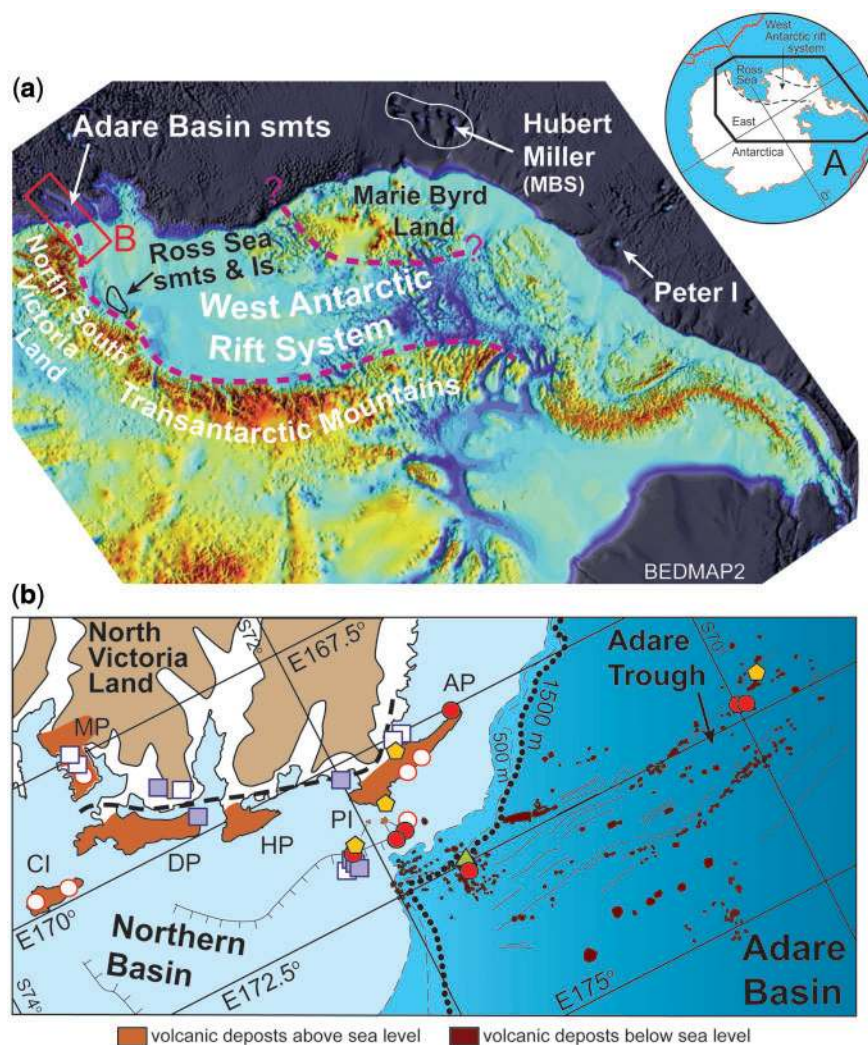 West
Antarctic rift
system
Ross
Sea
East
Antarctica
A
0°
(a)
Adare Basin smts
Hubert
Miller
(MBS)
?
Marie Byrd
Land
B
Ross Sea
smts & Is.
?
Peter I
North
Victoria
Land
South
West Antarctic
Rift System
Transantarctic Mountains
BEDMAP2
(b)
North
Victoria
Land
S72°
E167.5°
AP
1500 m
500 m
Adare
Trough
S70°
MP
PI
CI
DP
HP
E170°
Northern
Basin
E172.5°
S74°
E175°
Adare
Basin
volcanic deposts above sea level
volcanic deposts below sea level